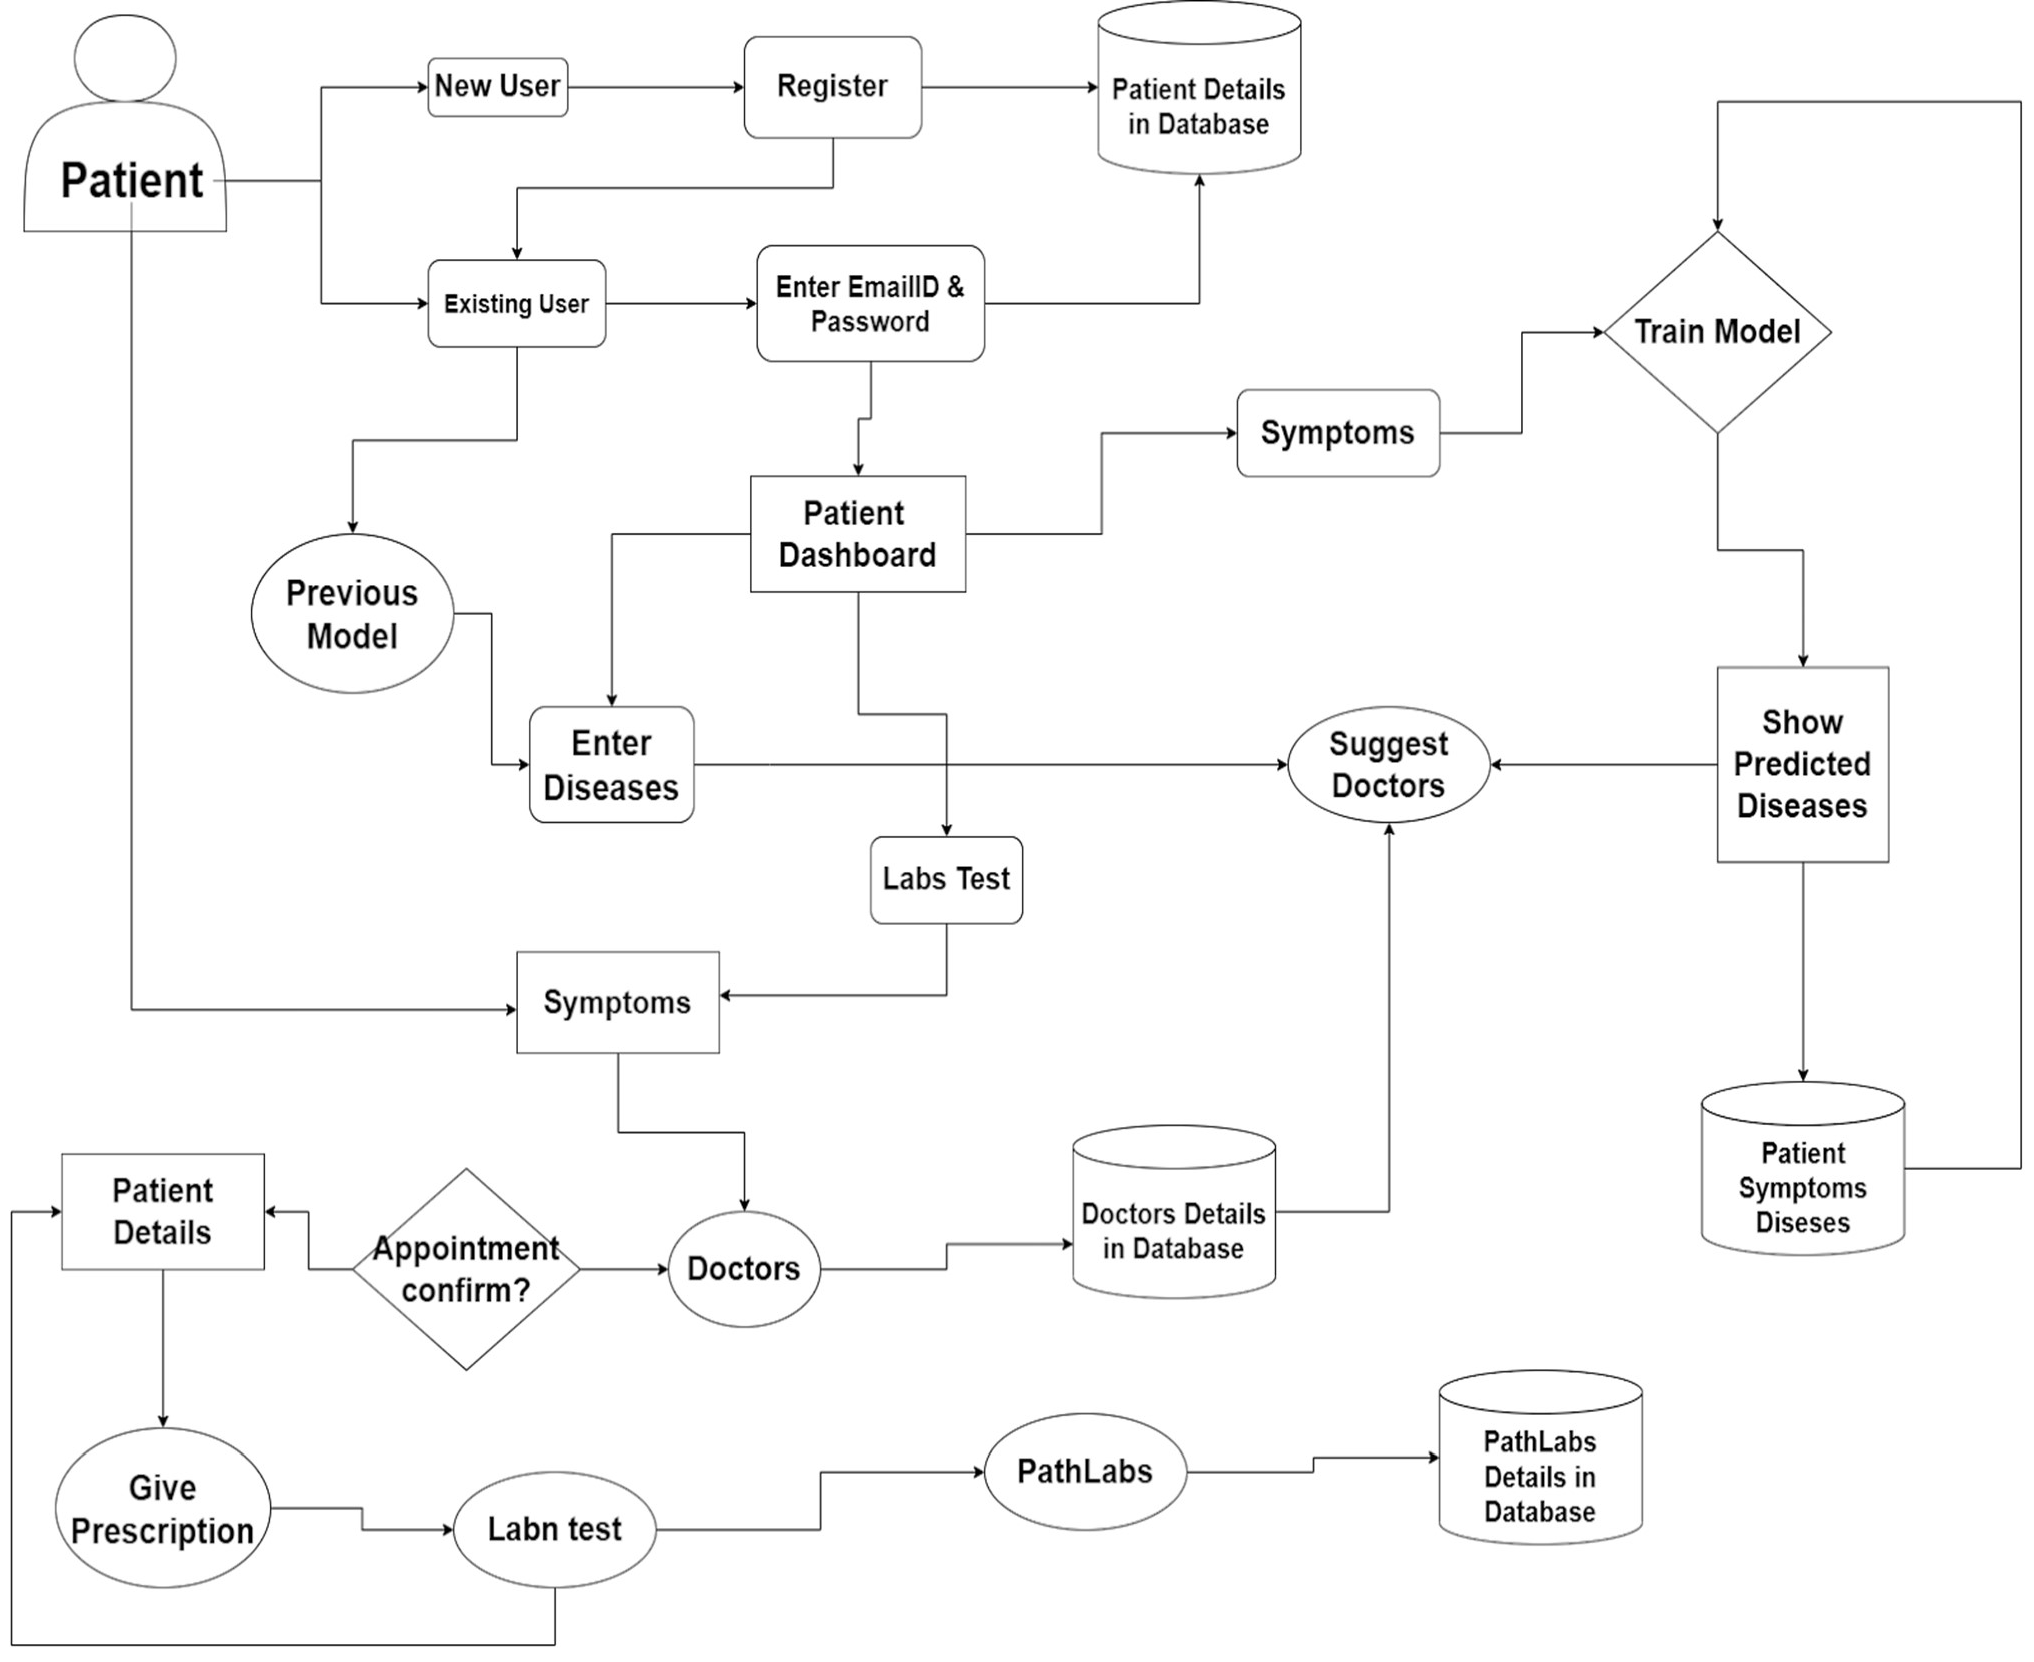 New User
Register
Patient Details
in Database
Patient
Existing User
Enter EmailID &
Password
Train Model
Symptoms
Patient
Dashboard
Previous
Model
Enter
Diseases
Suggest
Doctors
Show
Predicted
Diseases
Labs Test
Symptoms
Patient
Symptoms
Diseses
Patient
Details
Appointment
confirm?
Doctors
Doctors Details
in Database
Give
Prescription
Labn test
PathLabs
PathLabs
Details in
Database